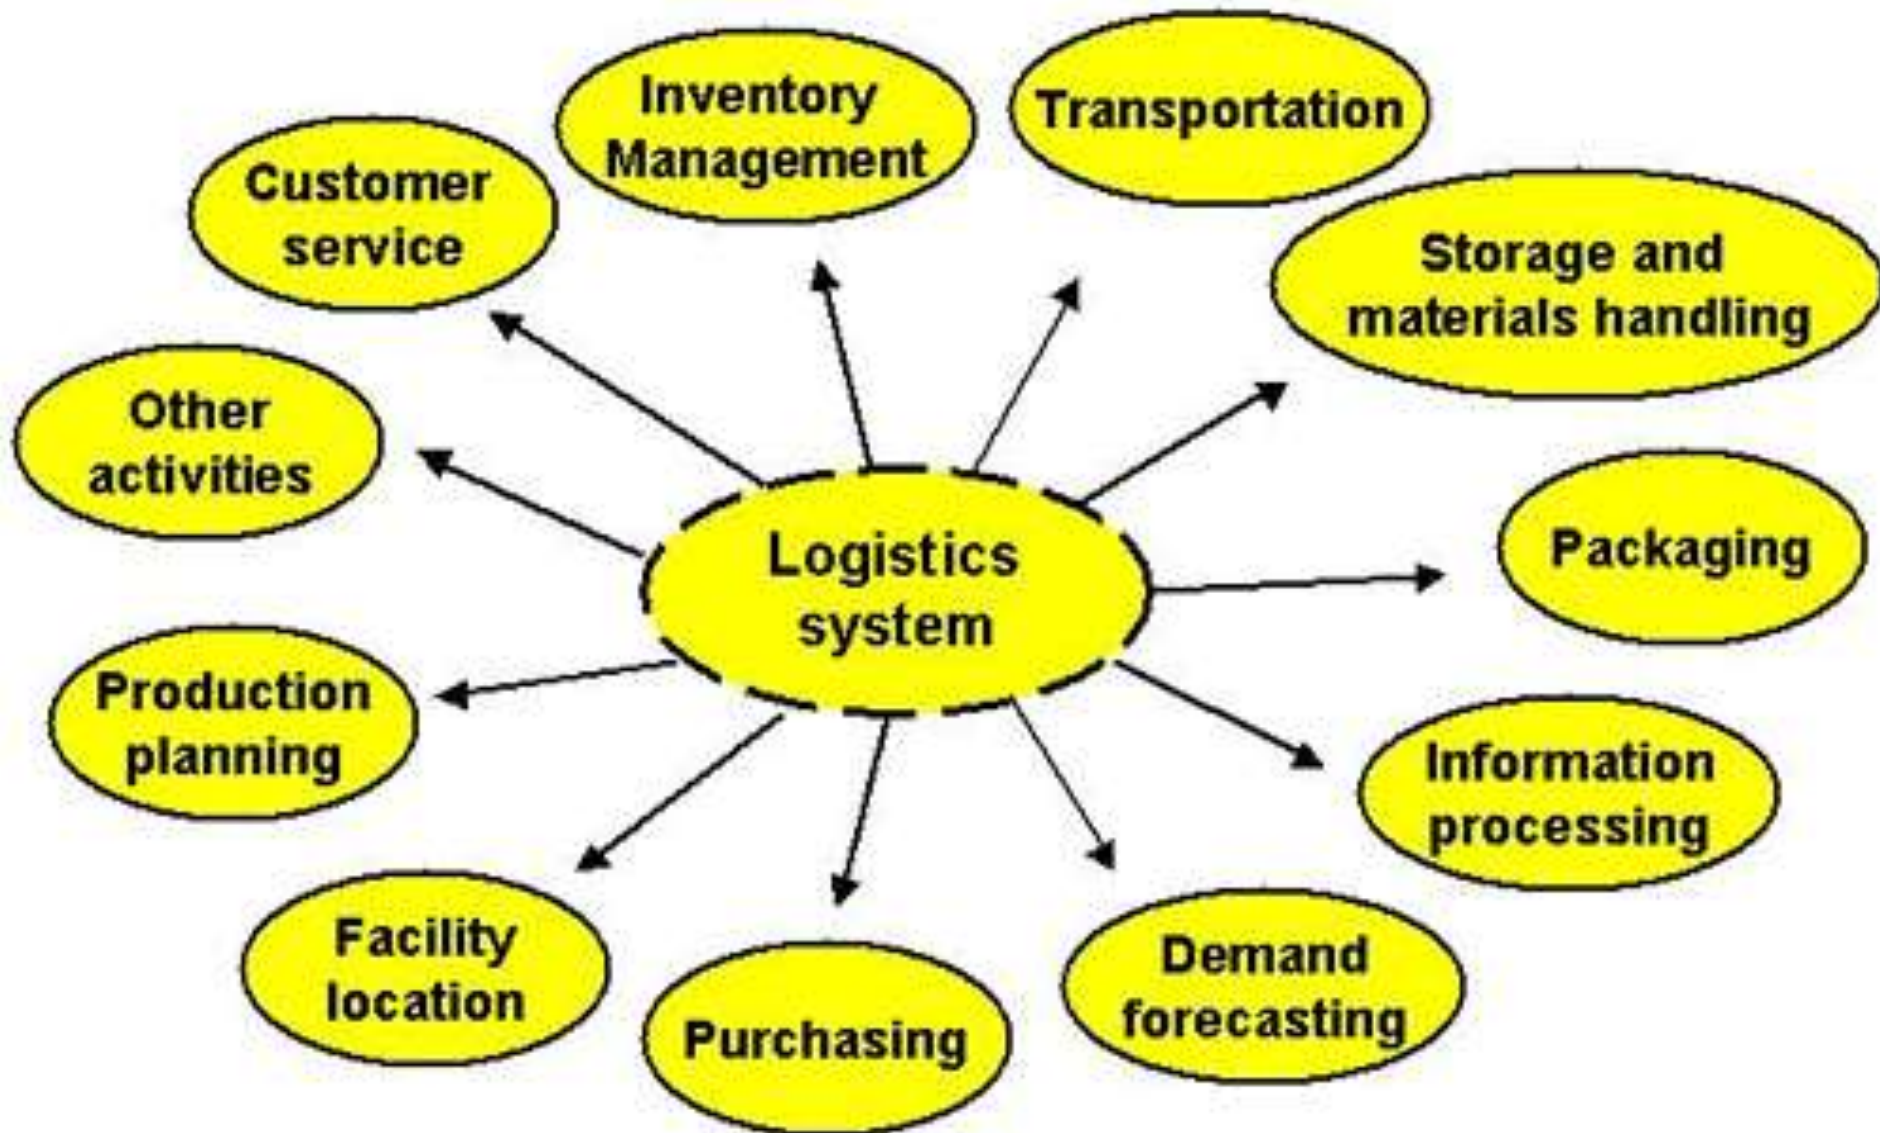 Inventory
Management
Transportation
Customer
service
Storage and
materials handling
Other
activities
Logistics
system
Packaging
Production
planning
Information
processing
Facility
location
Purchasing
Demand
forecasting